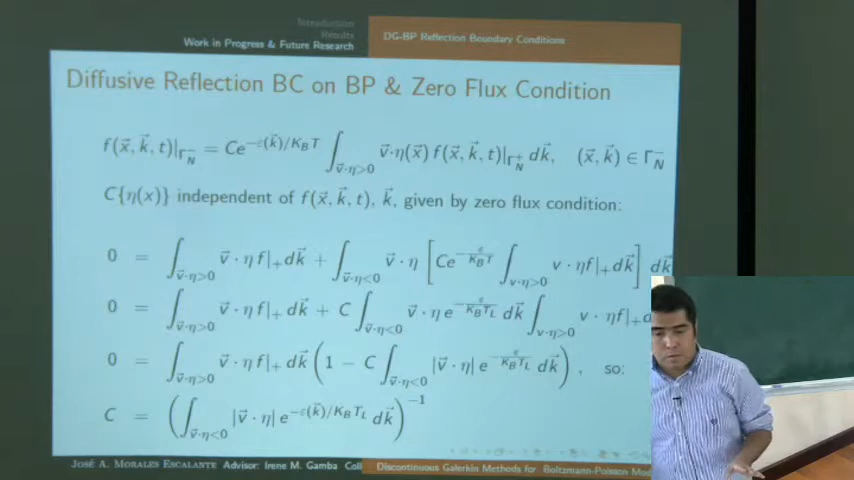 Introduction
Results
Work in Progress & Future Research
DG-BP Reflection Boundary Conditions
Diffusive Reflection BC on BP & Zero Flux Condition
f(x⃗, k⃗, t)|_{Γ_N^-} = Ce^{-ε(k⃗)/K_B T} ∫_{v⃗·η>0} v⃗·η(x⃗) f(x⃗, k⃗, t)|_{Γ_N^+} dk⃗, (x⃗, k⃗) ∈ Γ_N^-
C{η(x)} independent of f(x⃗, k⃗, t), k⃗, given by zero flux condition:
0 = ∫_{v⃗·η>0} v⃗ · η f|_+ dk⃗ + ∫_{v⃗·η<0} v⃗ · η [Ce^{-ε/K_B T} ∫_{v·η>0} v · ηf|_+ dk⃗] dk⃗
0 = ∫_{v⃗·η>0} v⃗ · η f|_+ dk⃗ + C ∫_{v⃗·η<0} v⃗ · η e^{-ε/K_B T_L} dk⃗ ∫_{v·η>0} v · ηf|_+ d
0 = ∫_{v⃗·η>0} v⃗ · η f|_+ dk⃗ (1 − C ∫_{v⃗·η<0} |v⃗ · η| e^{-ε/K_B T_L} dk⃗), so:
C = (∫_{v⃗·η<0} |v⃗ · η| e^{-ε(k⃗)/K_B T_L} dk⃗)^{-1}
José A. Morales Escalante Advisor: Irene M. Gamba Coll
Discontinuous Galerkin Methods for Boltzmann-Poisson Mo